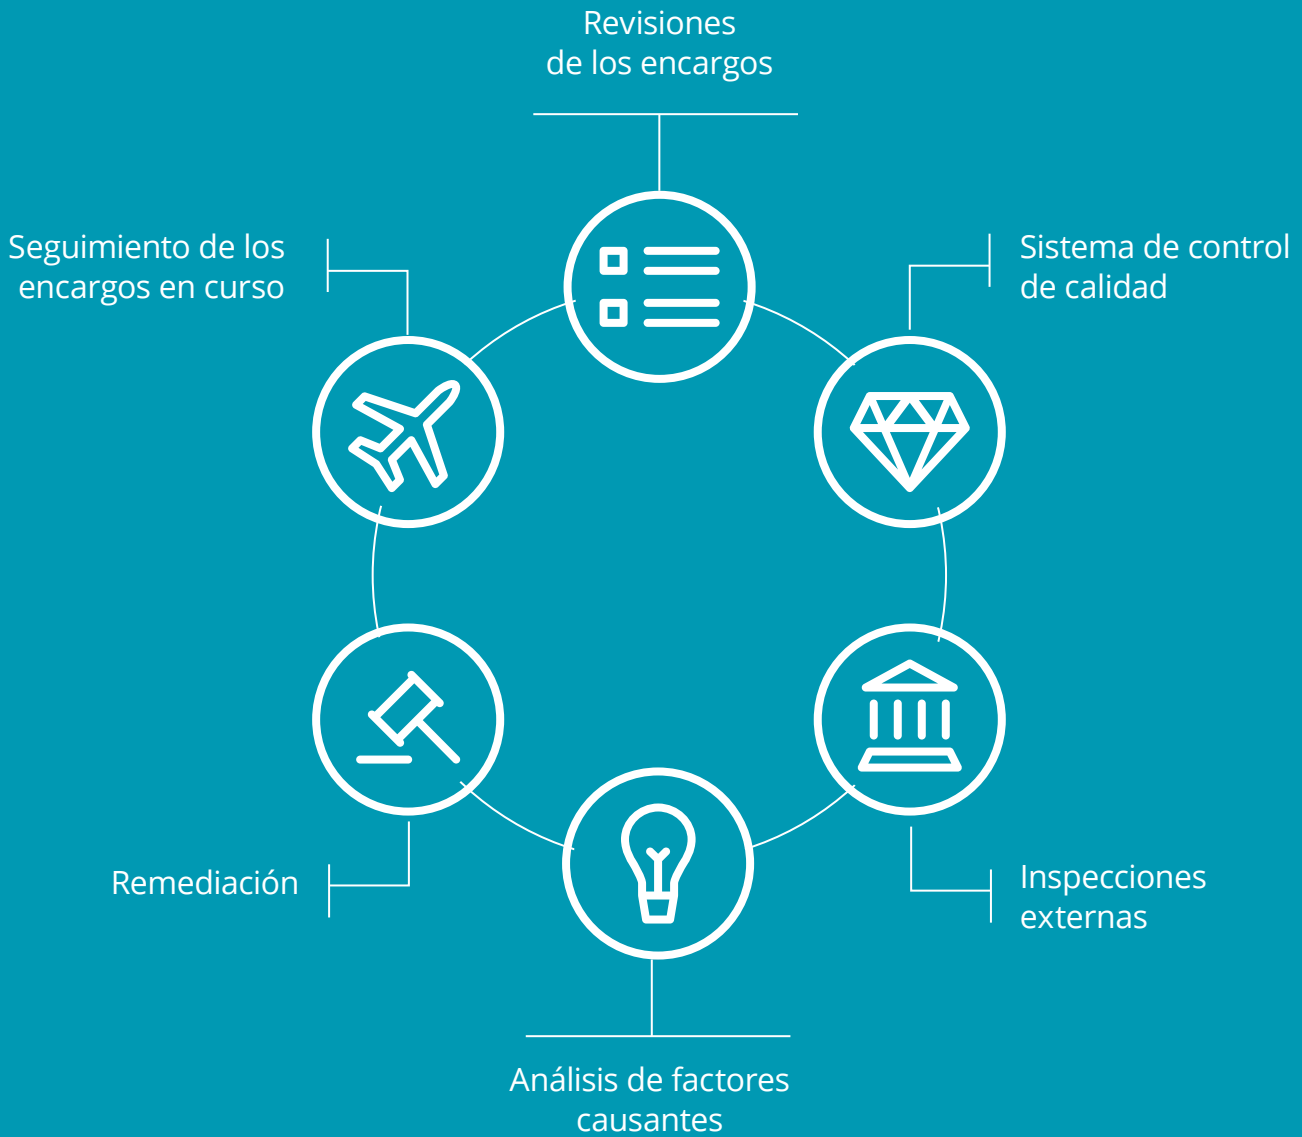 Revisiones
de los encargos
Seguimiento de los
encargos en curso
Sistema de control
de calidad
Remediación
Inspecciones
externas
Análisis de factores
causantes